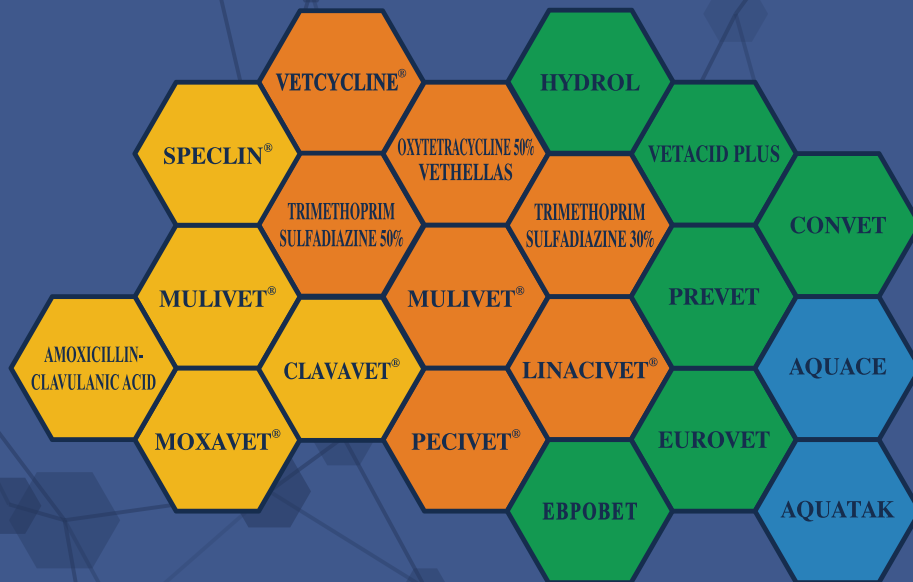 VETCYCLINE®
HYDROL
SPECLIN®
OXYTETRACYCLINE 50%
VETHELLAS
VETACID PLUS
TRIMETHOPRIM
SULFADIAZINE 50%
TRIMETHOPRIM
SULFADIAZINE 30%
CONVET
MULIVET®
MULIVET®
PREVET
AMOXICILLIN-
CLAVULANIC ACID
CLAVAVET®
LINACIVET®
AQUACE
MOXAVET®
PECIVET®
EUROVET
ЕВРОВЕТ
AQUATAK